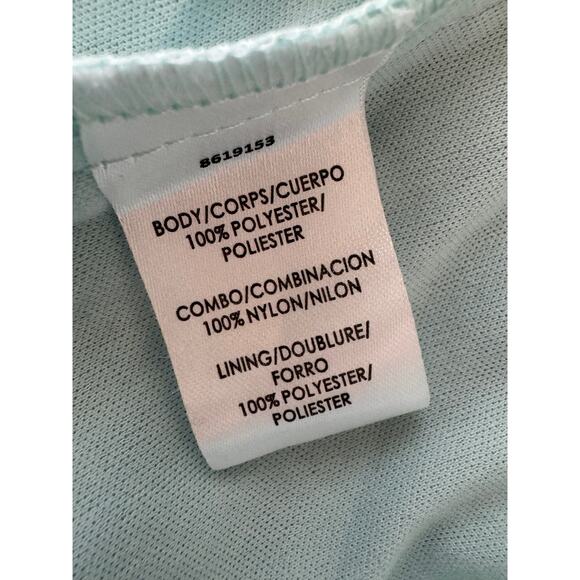 8619153
BODY/CORPS/CUERPO
100% POLYESTER/
POLIESTER
COMBO/COMBINACION
100% NYLON/NILON
LINING/DOUBLURE/
FORRO
100% POLYESTER/
POLIESTER